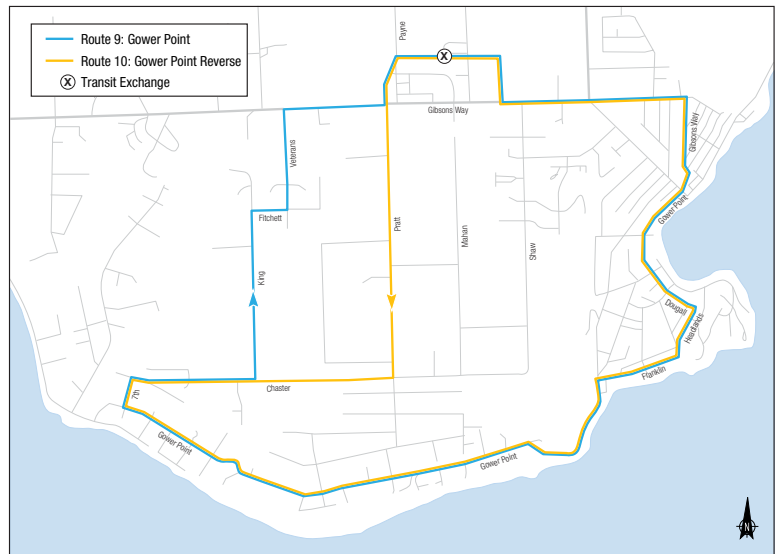 Route 9: Gower Point
Route 10: Gower Point Reverse
X Transit Exchange
Payne
X
Gibsons Way
Gibsons Way
Veterans
Fitchett
Gower Point
Pratt
Mahan
Shaw
King
Dougall
Headlands
Franklin
Chaster
7th
Gower Point
Gower Point
N